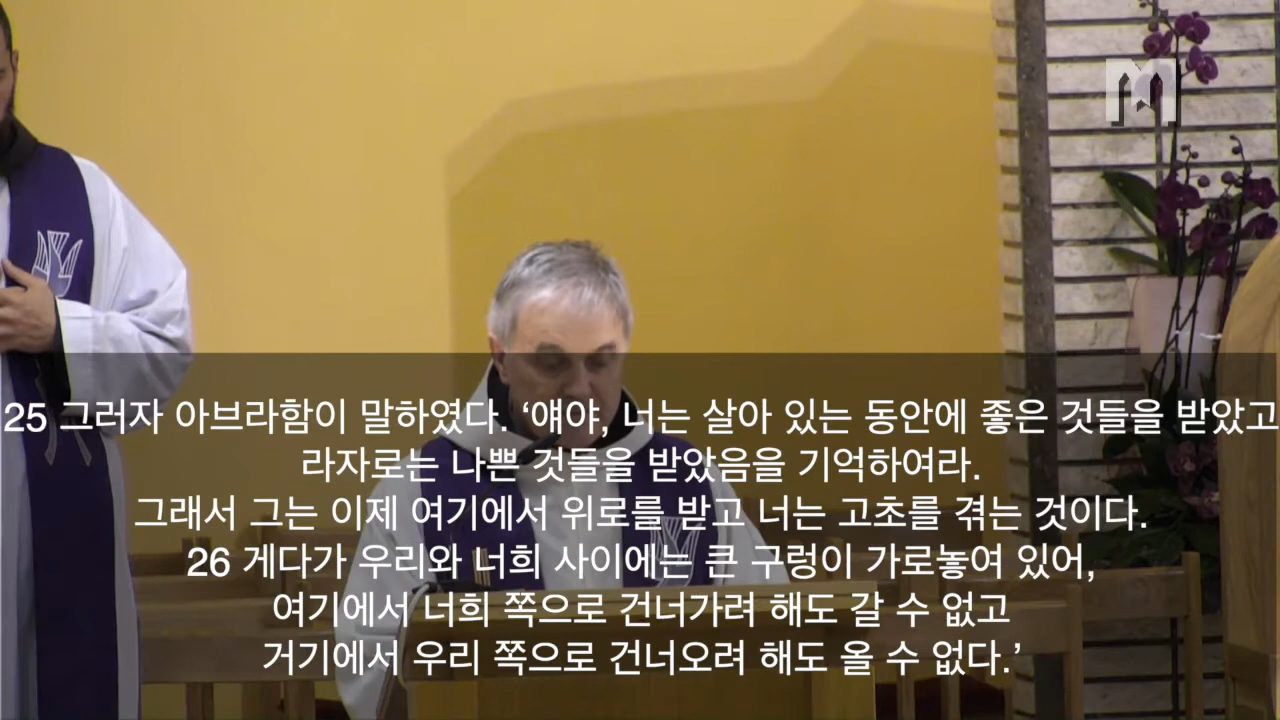 25 그러자 아브라함이 말하였다. ‘얘야, 너는 살아 있는 동안에 좋은 것들을 받았고
라자로는 나쁜 것들을 받았음을 기억하여라.
그래서 그는 이제 여기에서 위로를 받고 너는 고초를 겪는 것이다.
26 게다가 우리와 너희 사이에는 큰 구렁이 가로놓여 있어,
여기에서 너희 쪽으로 건너가려 해도 갈 수 없고
거기에서 우리 쪽으로 건너오려 해도 올 수 없다.’